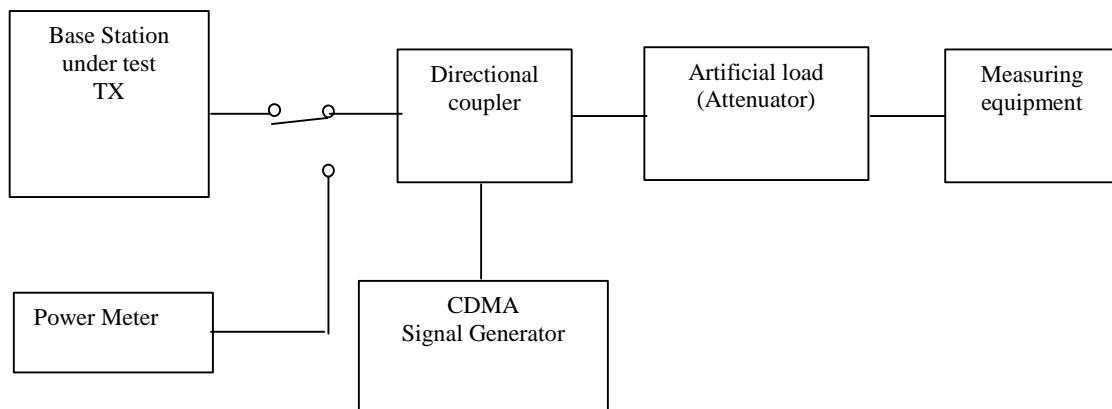 Base Station
under test
TX
Directional
coupler
Artificial load
(Attenuator)
Measuring
equipment
Power Meter
CDMA
Signal Generator